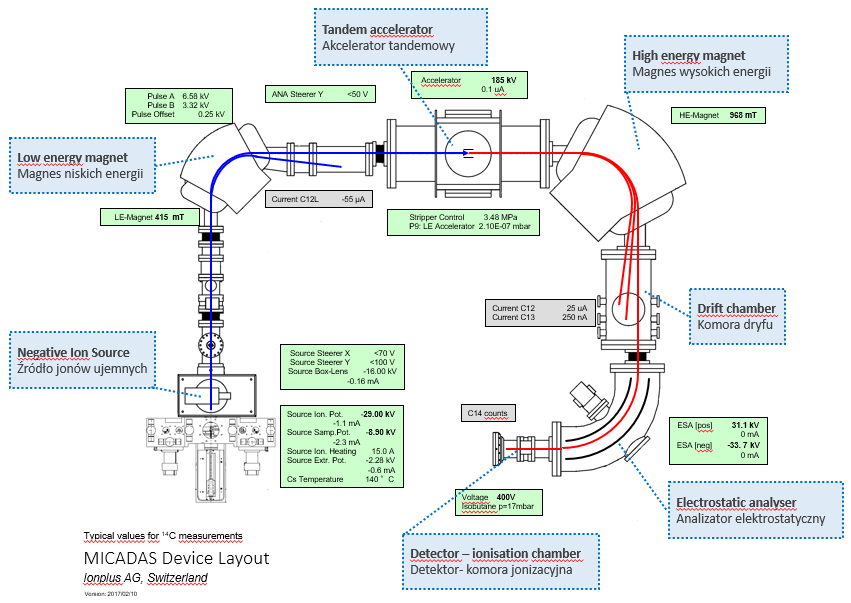 Tandem accelerator
Akcelerator tandemowy
High energy magnet
Magnes wysokich energii
Accelerator 185 kV
0.1 uA
Pulse A 6.58 kV
Pulse B 3.32 kV
Pulse Offset 0.25 kV
ANA Steerer Y <50 V
HE-Magnet 968 mT
Low energy magnet
Magnes niskich energii
Current C12L -55 µA
LE-Magnet 415 mT
Stripper Control 3.48 MPa
P9: LE Accelerator 2.10E-07 mbar
Current C12 25 uA
Current C13 250 nA
Drift chamber
Komora dryfu
Negative Ion Source
Źródło jonów ujemnych
Source Steerer X <70 V
Source Steerer Y <100 V
Source Box-Lens -16.00 kV
-0.16 mA
Source Ion. Pot. -29.00 kV
-1.1 mA
Source Samp.Pot. -8.90 kV
-2.3 mA
Source Ion. Heating 15.0 A
Source Extr. Pot. -2.28 kV
-0.6 mA
Cs Temperature 140 ° C
C14 counts
ESA [pos] 31.1 kV
0 mA
ESA [neg] -33. 7 kV
0 mA
Voltage 400V
Isobutane p=17mbar
Electrostatic analyser
Analizator elektrostatyczny
Detector – ionisation chamber
Detektor- komora jonizacyjna
Typical values for ¹⁴C measurements
MICADAS Device Layout
Ionplus AG, Switzerland
Version: 2017/02/10